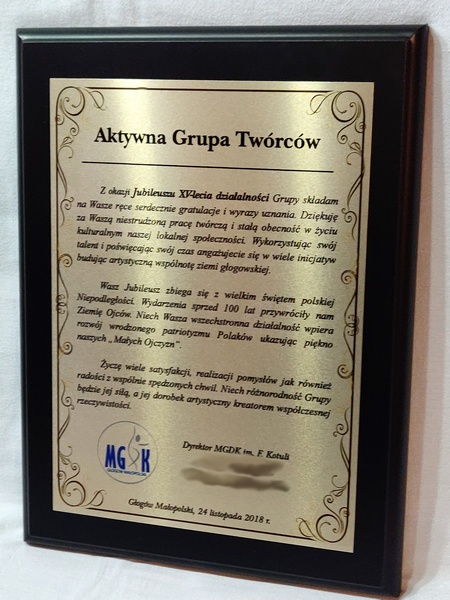 Aktywna Grupa Twórców
Z okazji Jubileuszu XV-lecia działalności Grupy składam
na Wasze ręce serdecznie gratulacje i wyrazy uznania. Dziękuję
za Waszą niestrudzoną pracę twórczą i stałą obecność w życiu
kulturalnym naszej lokalnej społeczności. Wykorzystując swój
talent i poświęcając swój czas angażujecie się w wiele inicjatyw
budując artystyczną wspólnotę ziemi głogowskiej.
Wasz Jubileusz zbiega się z wielkim świętem polskiej
Niepodległości. Wydarzenia sprzed 100 lat przywróciły nam
Ziemię Ojców. Niech Wasza wszechstronna działalność wpiera
rozwój wrodzonego patriotyzmu Polaków ukazując piękno
naszych „Małych Ojczyzn".
Życzę wiele satysfakcji, realizacji pomysłów jak również
radości z wspólnie spędzonych chwil. Niech różnorodność Grupy
będzie jej siłą, a jej dorobek artystyczny kreatorem współczesnej
rzeczywistości.
MGDK
GŁOGÓW MAŁOPOLSKI
Dyrektor MGDK im. F. Kotuli
Głogów Małopolski, 24 listopada 2018 r.